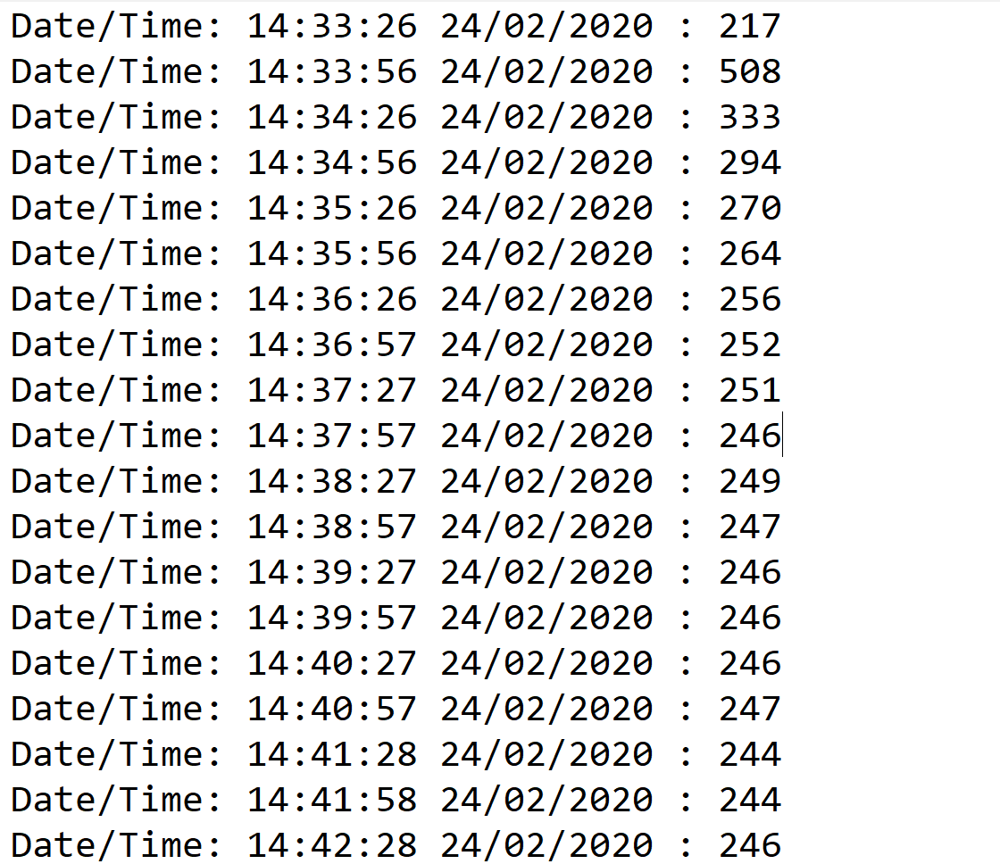 Date/Time: 14:33:26 24/02/2020 : 217
Date/Time: 14:33:56 24/02/2020 : 508
Date/Time: 14:34:26 24/02/2020 : 333
Date/Time: 14:34:56 24/02/2020 : 294
Date/Time: 14:35:26 24/02/2020 : 270
Date/Time: 14:35:56 24/02/2020 : 264
Date/Time: 14:36:26 24/02/2020 : 256
Date/Time: 14:36:57 24/02/2020 : 252
Date/Time: 14:37:27 24/02/2020 : 251
Date/Time: 14:37:57 24/02/2020 : 246
Date/Time: 14:38:27 24/02/2020 : 249
Date/Time: 14:38:57 24/02/2020 : 247
Date/Time: 14:39:27 24/02/2020 : 246
Date/Time: 14:39:57 24/02/2020 : 246
Date/Time: 14:40:27 24/02/2020 : 246
Date/Time: 14:40:57 24/02/2020 : 247
Date/Time: 14:41:28 24/02/2020 : 244
Date/Time: 14:41:58 24/02/2020 : 244
Date/Time: 14:42:28 24/02/2020 : 246